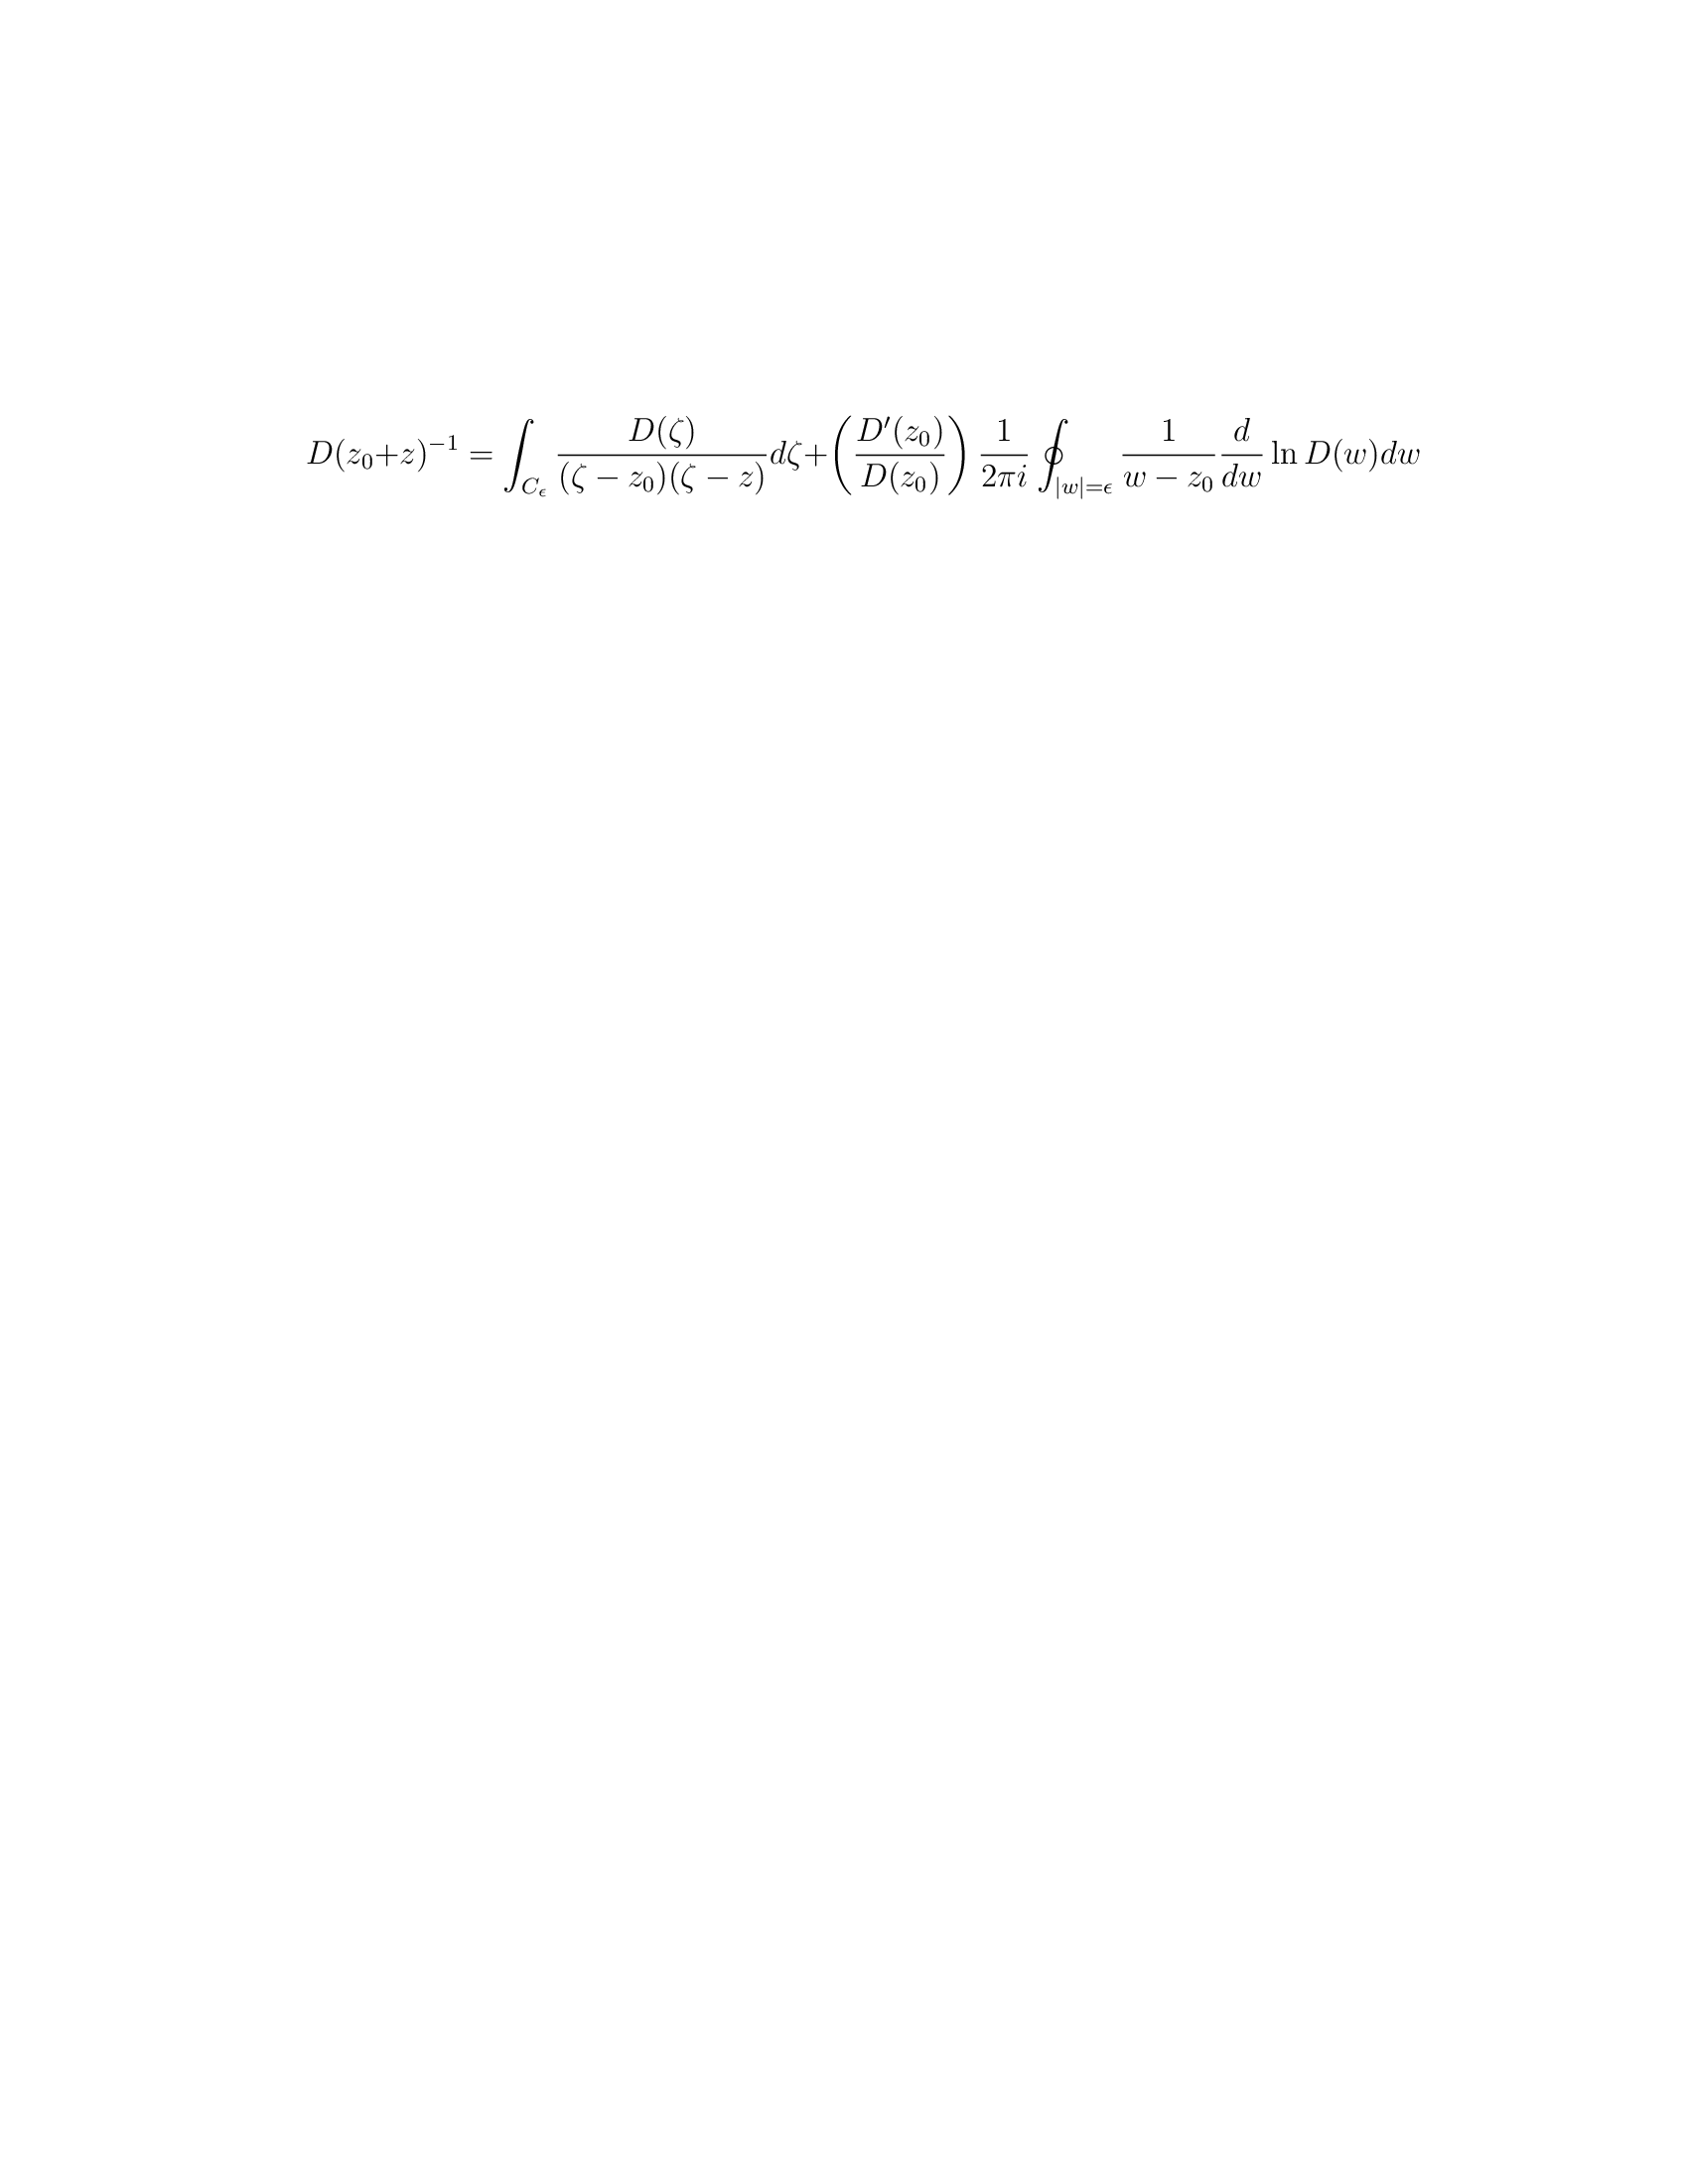 $D(z_0+z)^{-1} = \int_{C_\epsilon} \frac{D(\zeta)}{(\zeta - z_0)(\zeta - z)} d\zeta + \left( \frac{D'(z_0)}{D(z_0)} \right) \frac{1}{2\pi i} \oint_{|w|=\epsilon} \frac{1}{w - z_0} \frac{d}{dw} \ln D(w) dw$